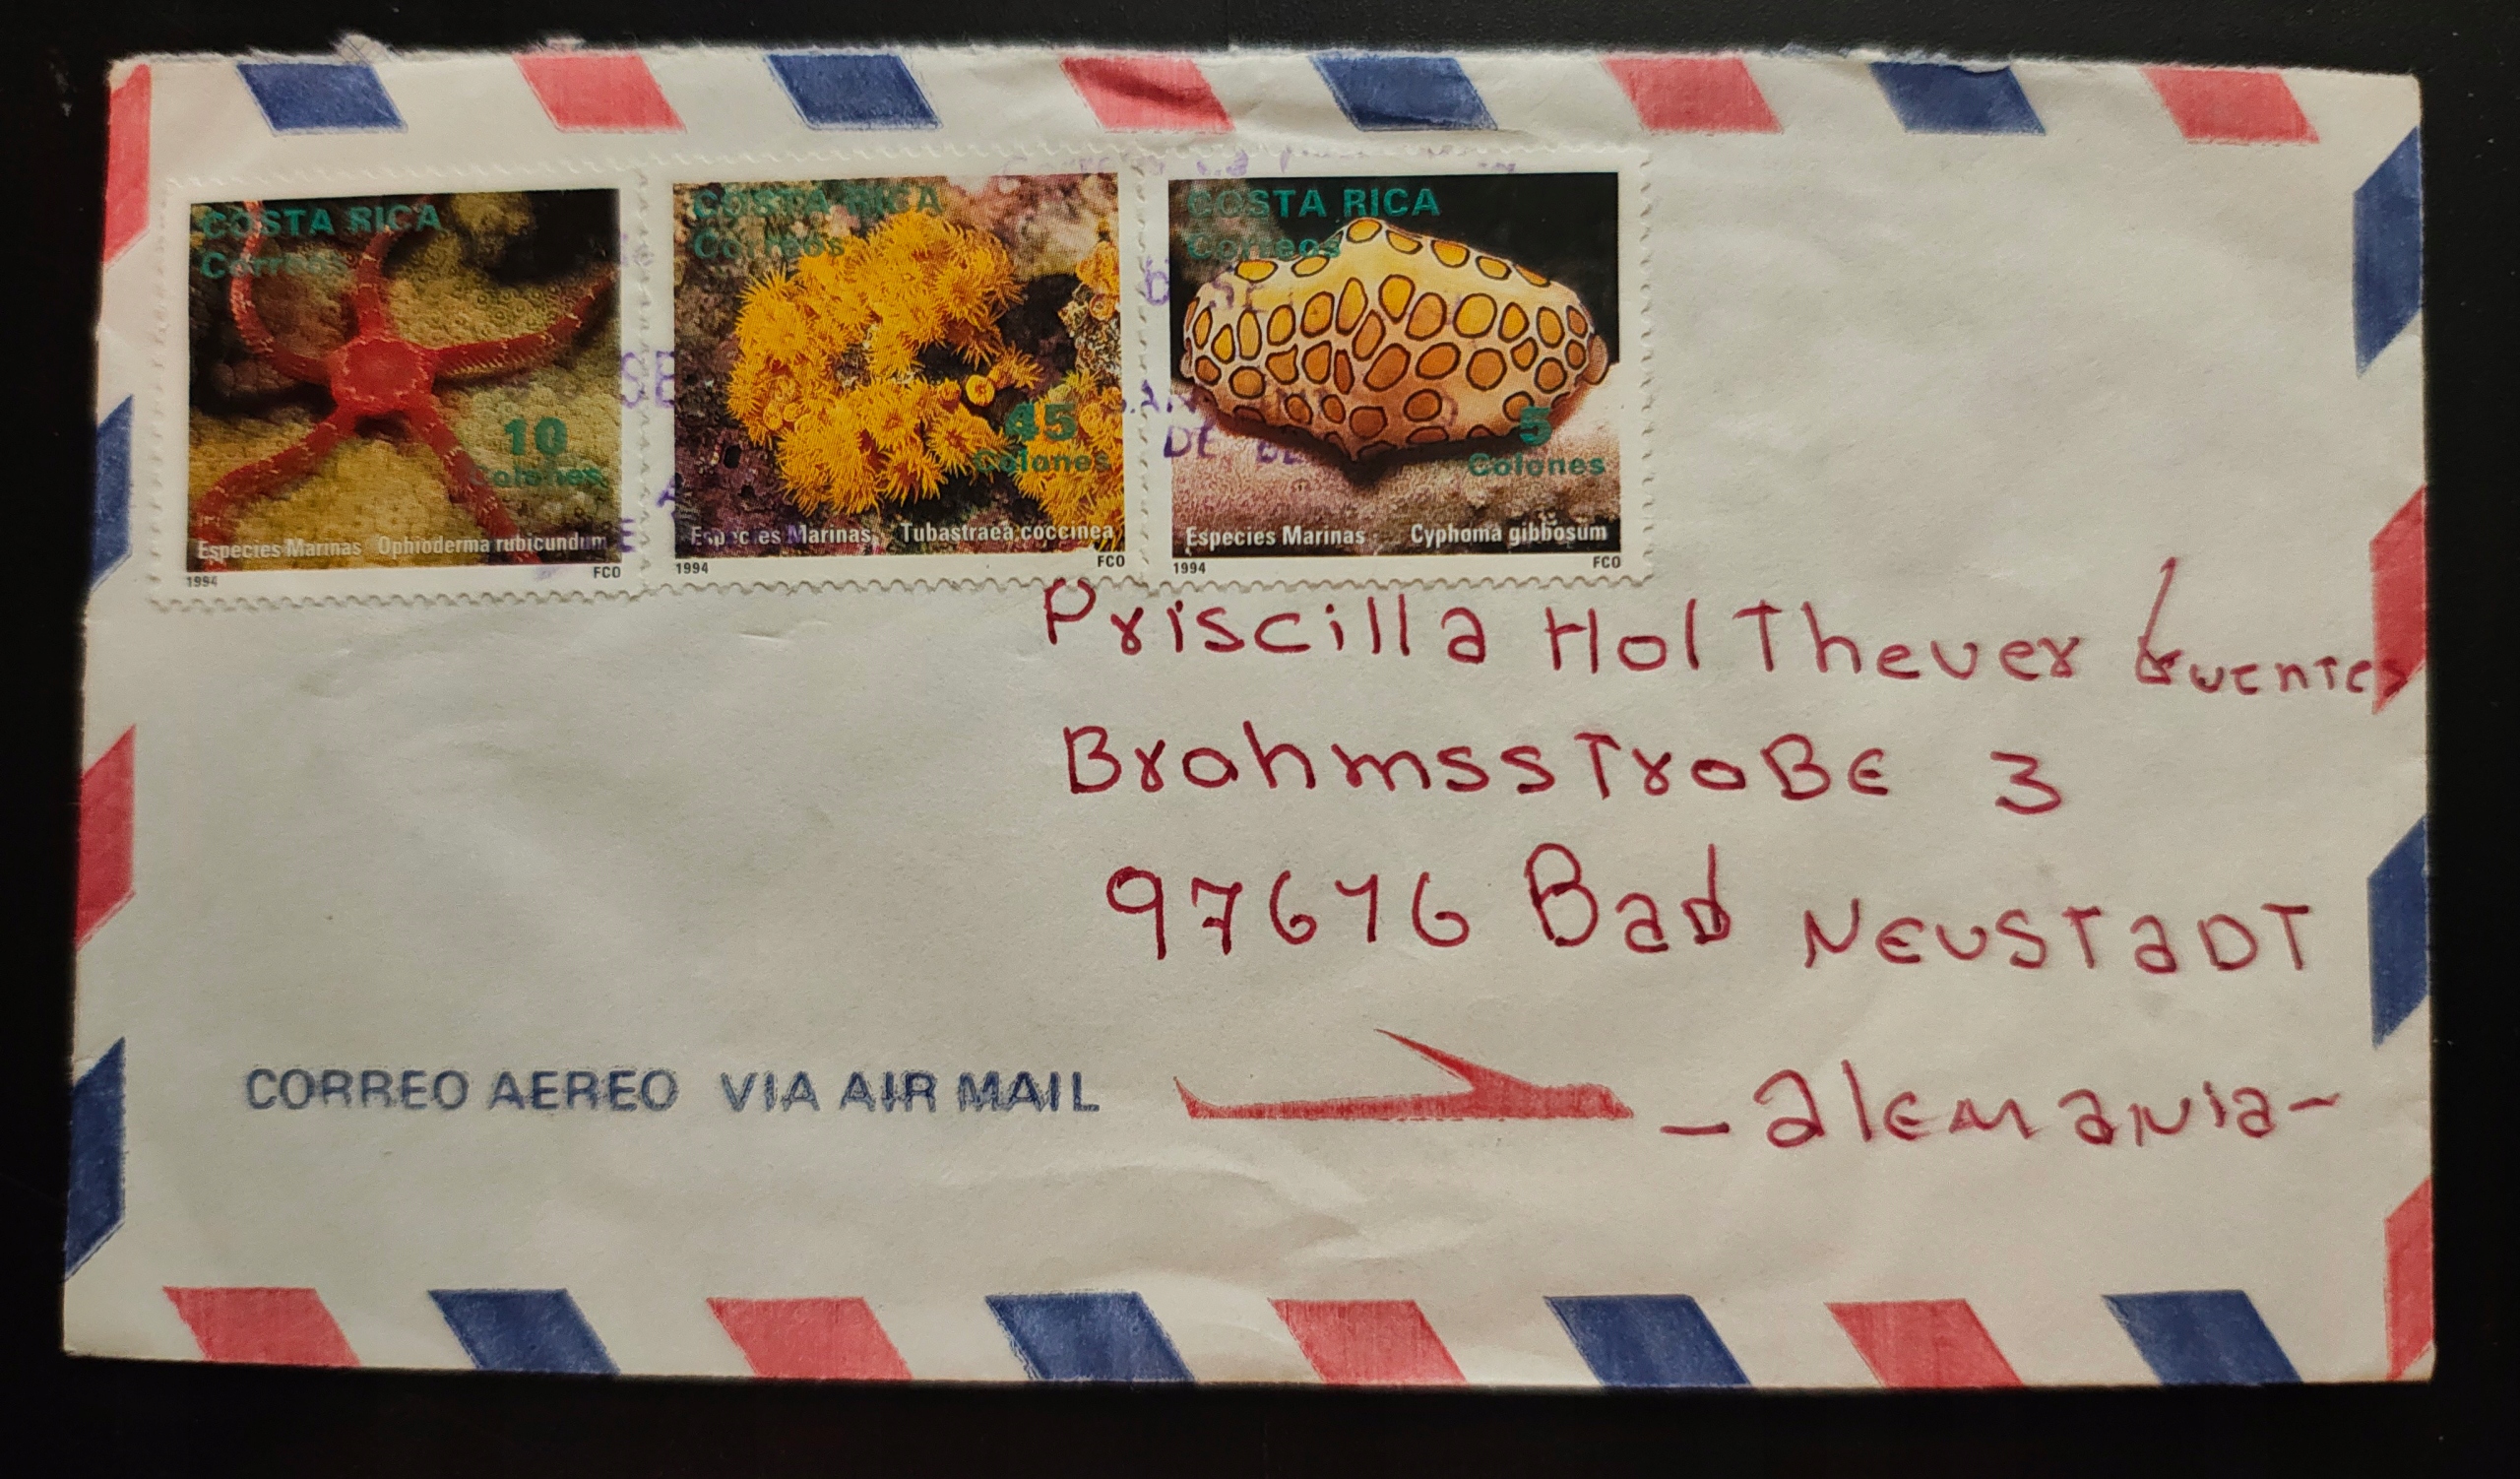 COSTA RICA
Correos
10
Colones
Especies Marinas Ophioderma rubicundum
1994 FCO
COSTA RICA
Correos
45
Colones
Especies Marinas Tubastraea coccinea
1994 FCO
COSTA RICA
Correos
5
Colones
Especies Marinas Cyphoma gibbosum
1994 FCO
Priscilla HolThever Fuentes
BrahmssTraBE 3
97616 Bad NEUSTaDT
CORREO AEREO VIA AIR MAIL
-alEMaNia-